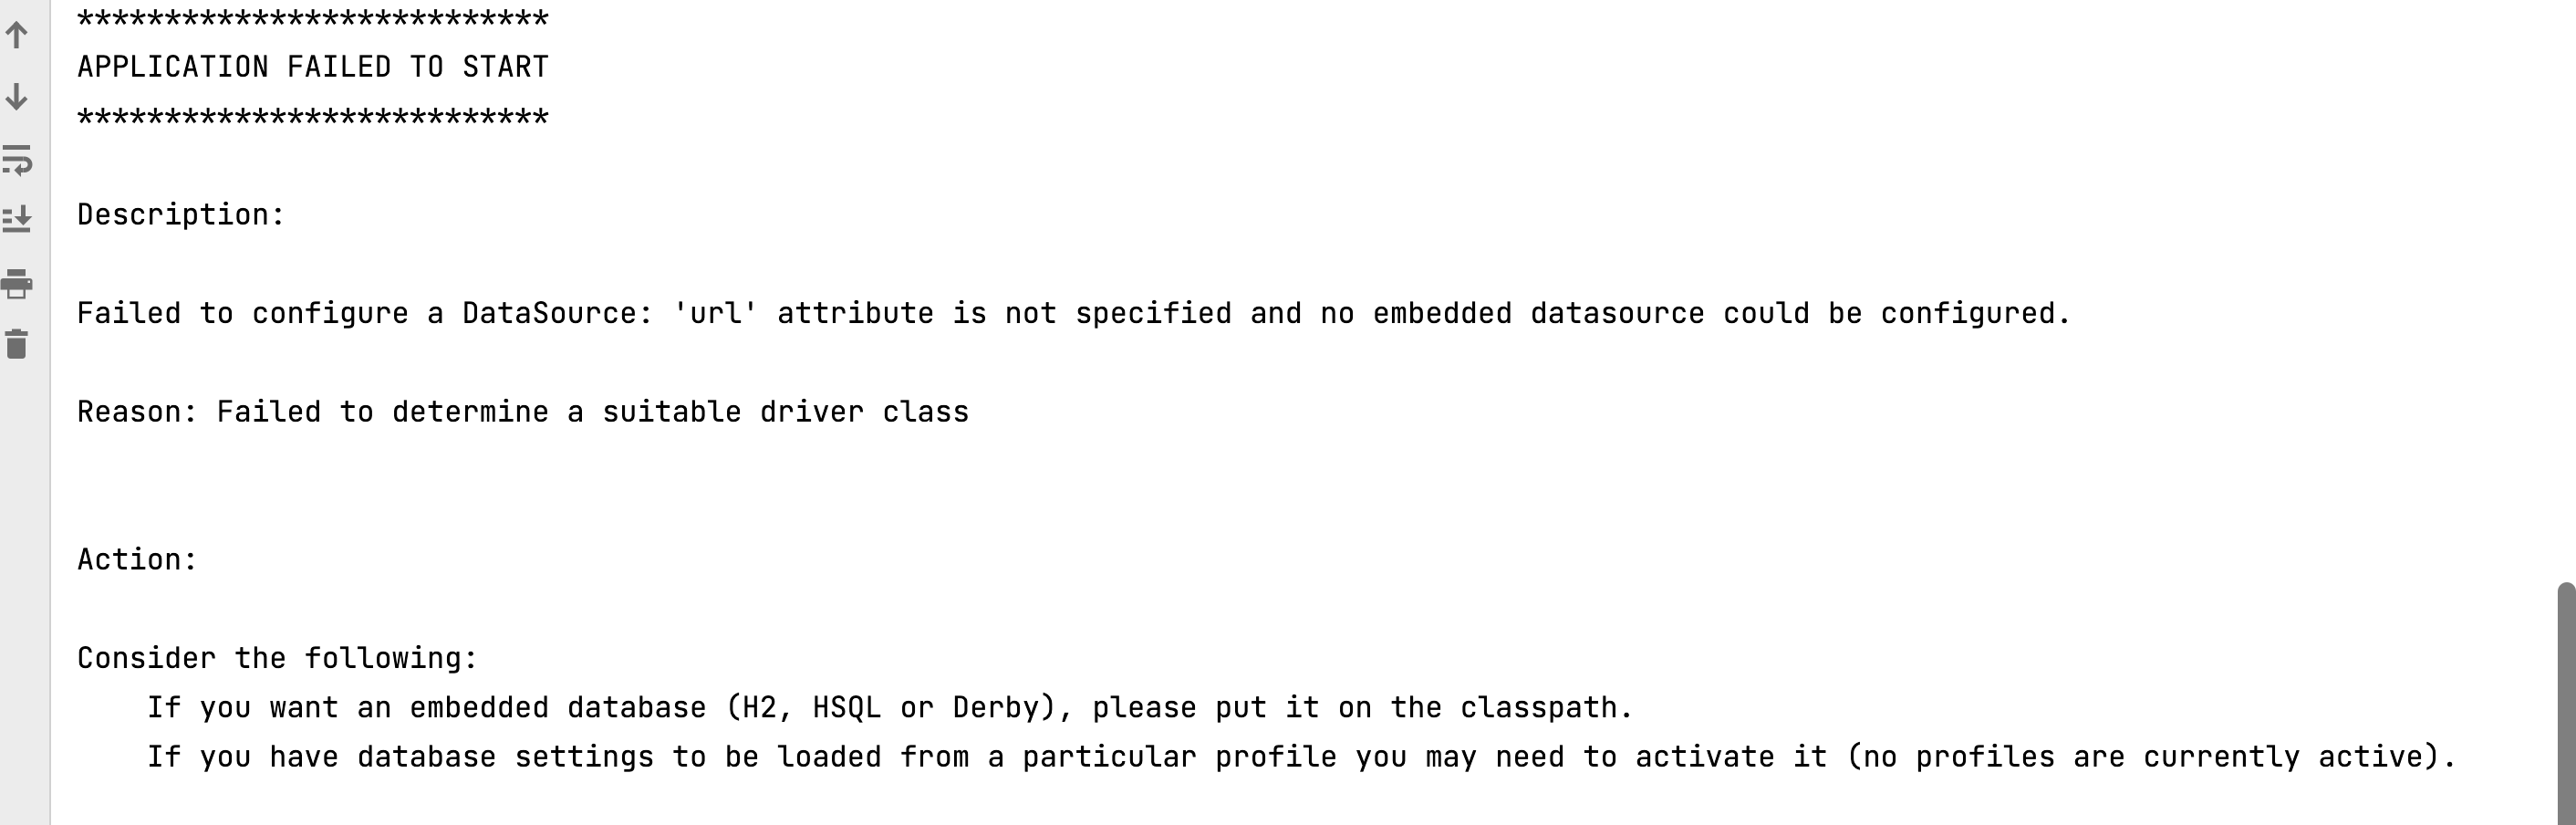 ***************************
APPLICATION FAILED TO START
***************************
Description:
Failed to configure a DataSource: 'url' attribute is not specified and no embedded datasource could be configured.
Reason: Failed to determine a suitable driver class
Action:
Consider the following:
If you want an embedded database (H2, HSQL or Derby), please put it on the classpath.
If you have database settings to be loaded from a particular profile you may need to activate it (no profiles are currently active).